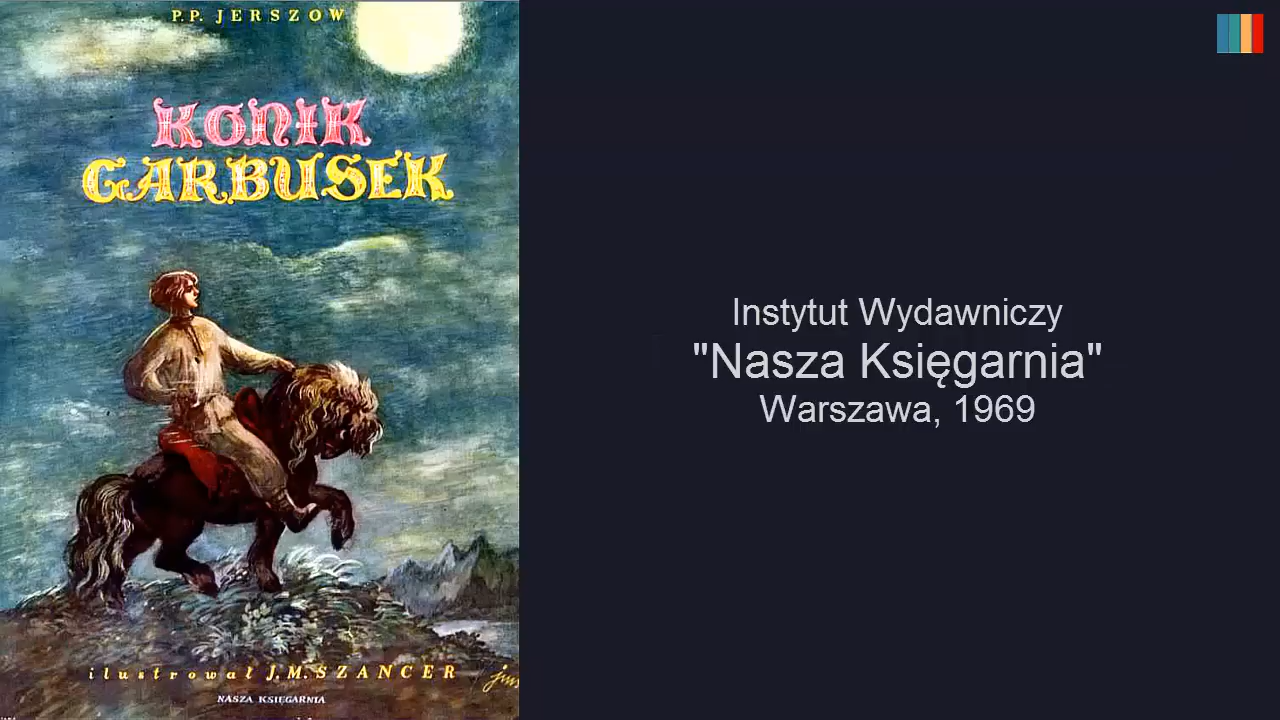 P.P. JERSZOW
KONIK
GARBUSEK
ilustrował J.M.SZANCER
NASZA KSIĘGARNIA
Instytut Wydawniczy
"Nasza Księgarnia"
Warszawa, 1969